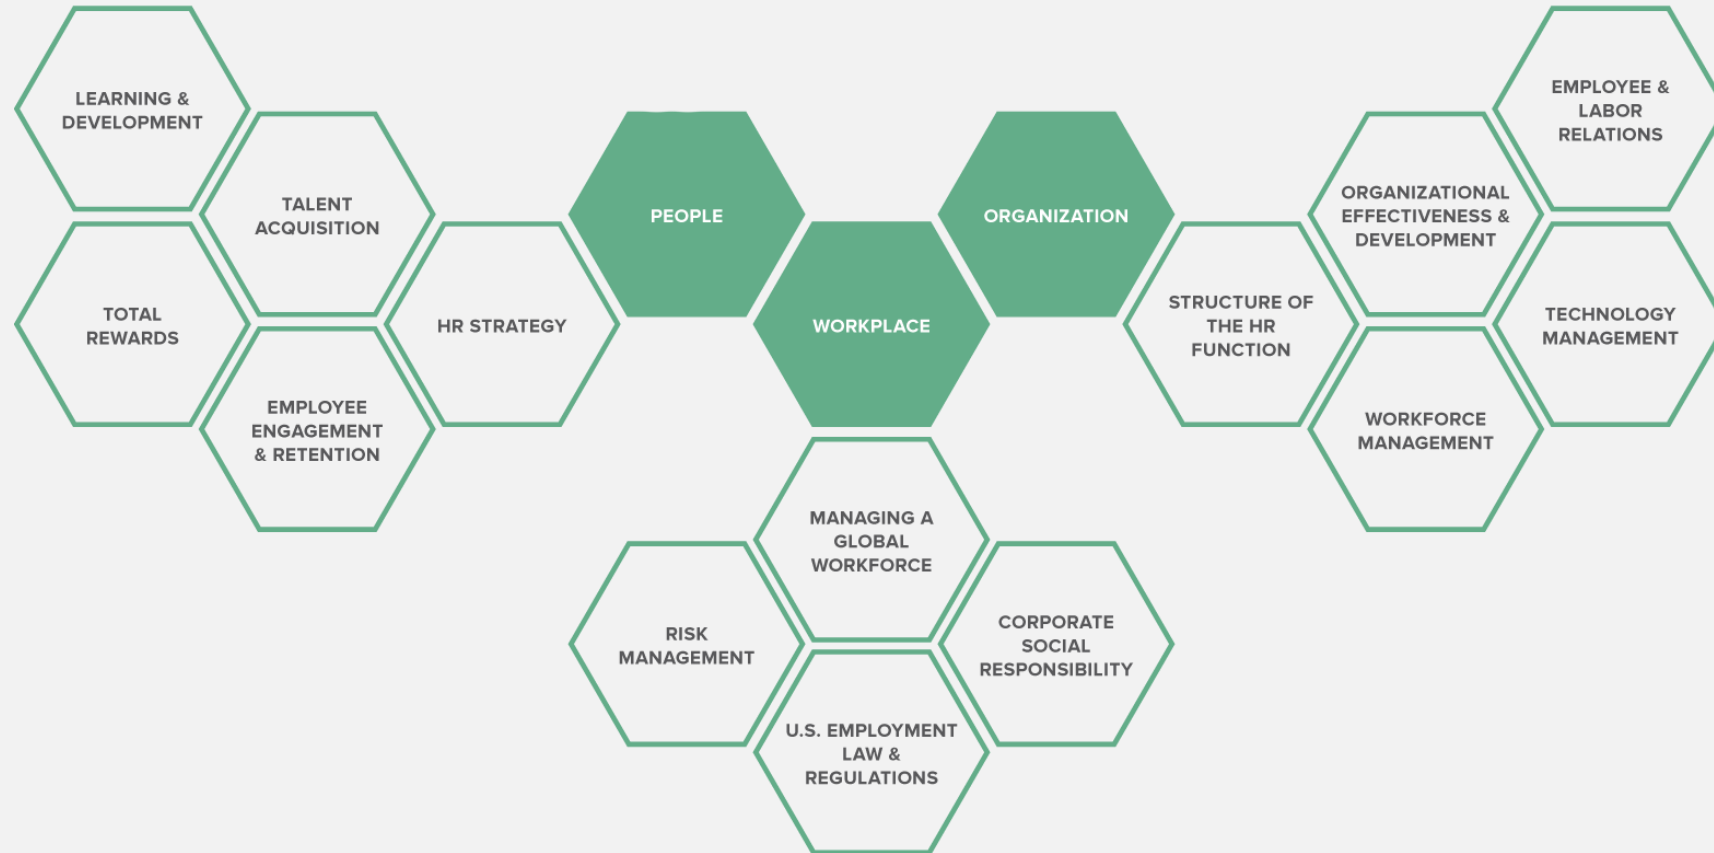 LEARNING &
DEVELOPMENT
TALENT
ACQUISITION
TOTAL
REWARDS
EMPLOYEE
ENGAGEMENT
& RETENTION
HR STRATEGY
PEOPLE
WORKPLACE
ORGANIZATION
STRUCTURE OF
THE HR
FUNCTION
ORGANIZATIONAL
EFFECTIVENESS &
DEVELOPMENT
EMPLOYEE &
LABOR
RELATIONS
TECHNOLOGY
MANAGEMENT
WORKFORCE
MANAGEMENT
MANAGING A
GLOBAL
WORKFORCE
RISK
MANAGEMENT
CORPORATE
SOCIAL
RESPONSIBILITY
U.S. EMPLOYMENT
LAW &
REGULATIONS